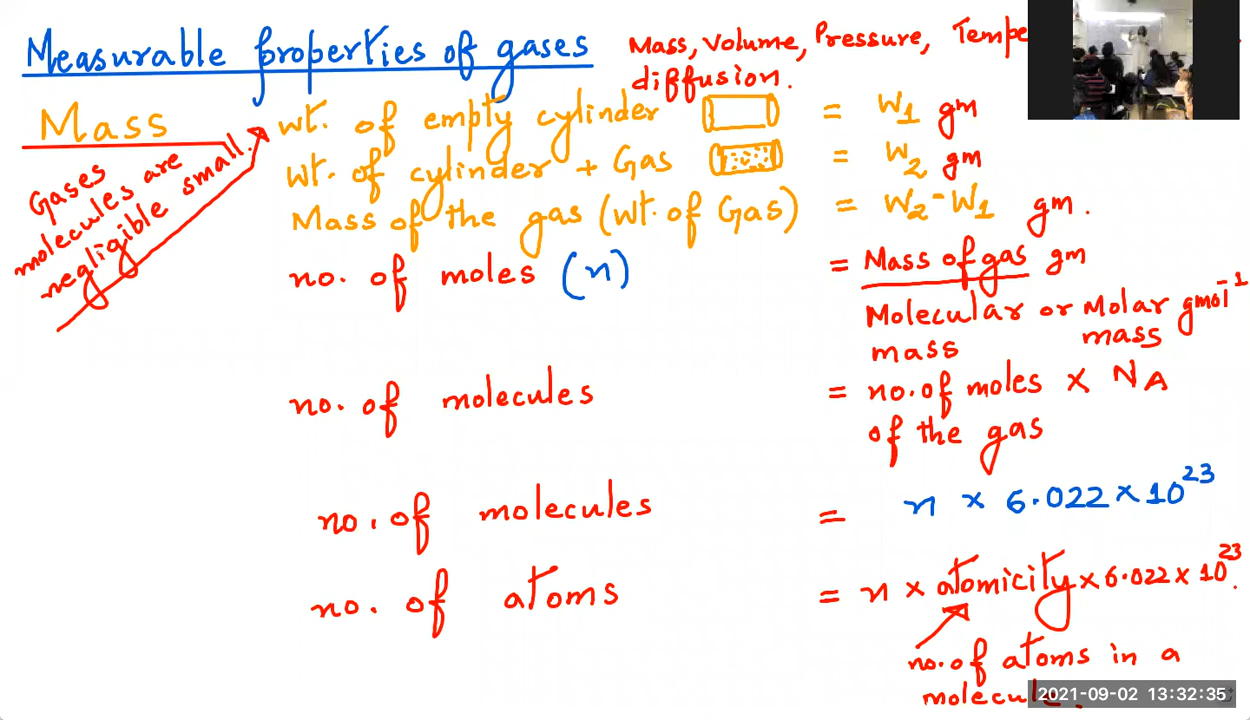 Measurable properties of gases
Mass, Volume, Pressure,
diffusion.
Mass
Gases
molecules are
negligible small.
wt. of empty cylinder = W1 gm
wt. of cylinder + Gas = W2 gm
Mass of the gas (wt. of Gas) = W2-W1 gm.
no. of moles (n) = Mass of gas gm
Molecular or Molar gmol-1
mass mass
no. of molecules = no. of moles × NA
of the gas
no. of molecules = n × 6.022 × 10^23
no. of atoms = n × atomicity × 6.022 × 10^23.
no. of atoms in a
molecule.
2021-09-02 13:32:35